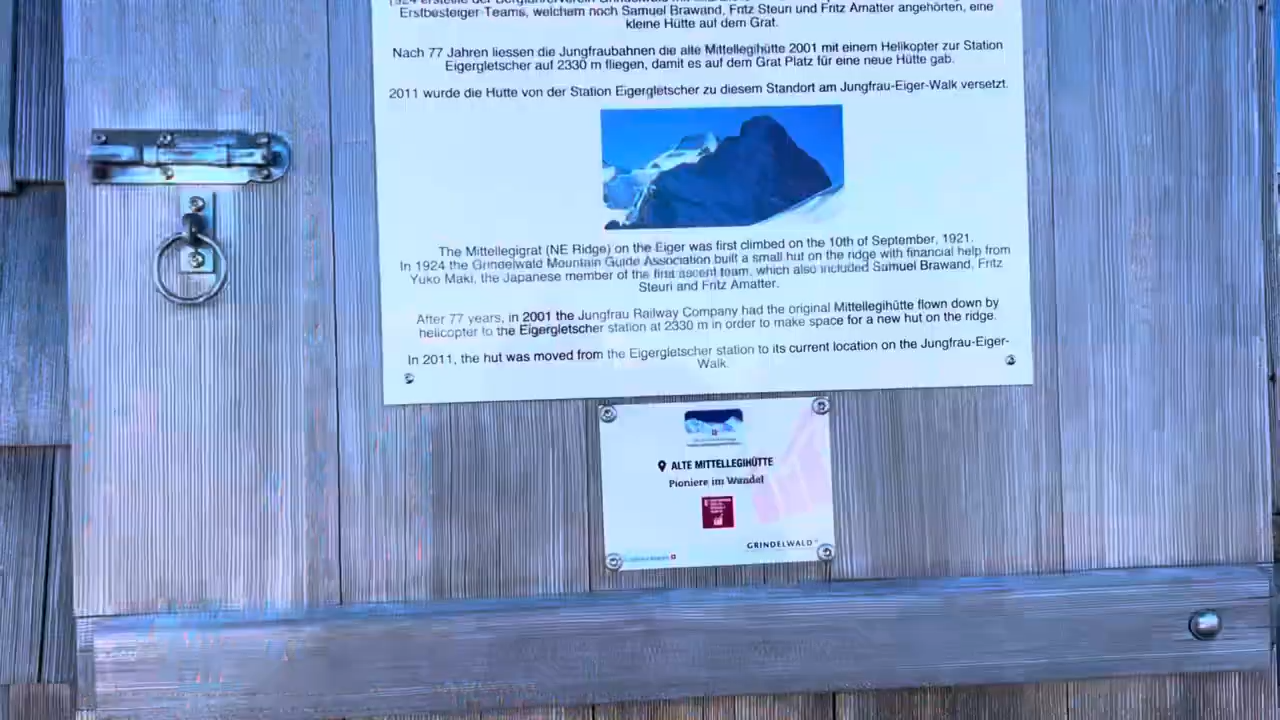 1924 erstellte der Bergführerverein Grindelwald mit
Erstbesteiger-Teams, welchem noch Samuel Brawand, Fritz Steuri und Fritz Amatter angehörten, eine
kleine Hütte auf dem Grat.
Nach 77 Jahren liessen die Jungfraubahnen die alte Mittellegihütte 2001 mit einem Helikopter zur Station
Eigergletscher auf 2330 m fliegen, damit es auf dem Grat Platz für eine neue Hütte gab.
2011 wurde die Hütte von der Station Eigergletscher zu diesem Standort am Jungfrau-Eiger-Walk versetzt.
The Mittellegigrat (NE Ridge) on the Eiger was first climbed on the 10th of September, 1921.
In 1924 the Grindelwald Mountain Guide Association built a small hut on the ridge with financial help from
Yuko Maki, the Japanese member of the first ascent team, which also included Samuel Brawand, Fritz
Steuri and Fritz Amatter.
After 77 years, in 2001 the Jungfrau Railway Company had the original Mittellegihütte flown down by
helicopter to the Eigergletscher station at 2330 m in order to make space for a new hut on the ridge.
In 2011, the hut was moved from the Eigergletscher station to its current location on the Jungfrau-Eiger-
Walk.
ALTE MITTELLEGIHÜTTE
Pioniere im Wandel
GRINDELWALD